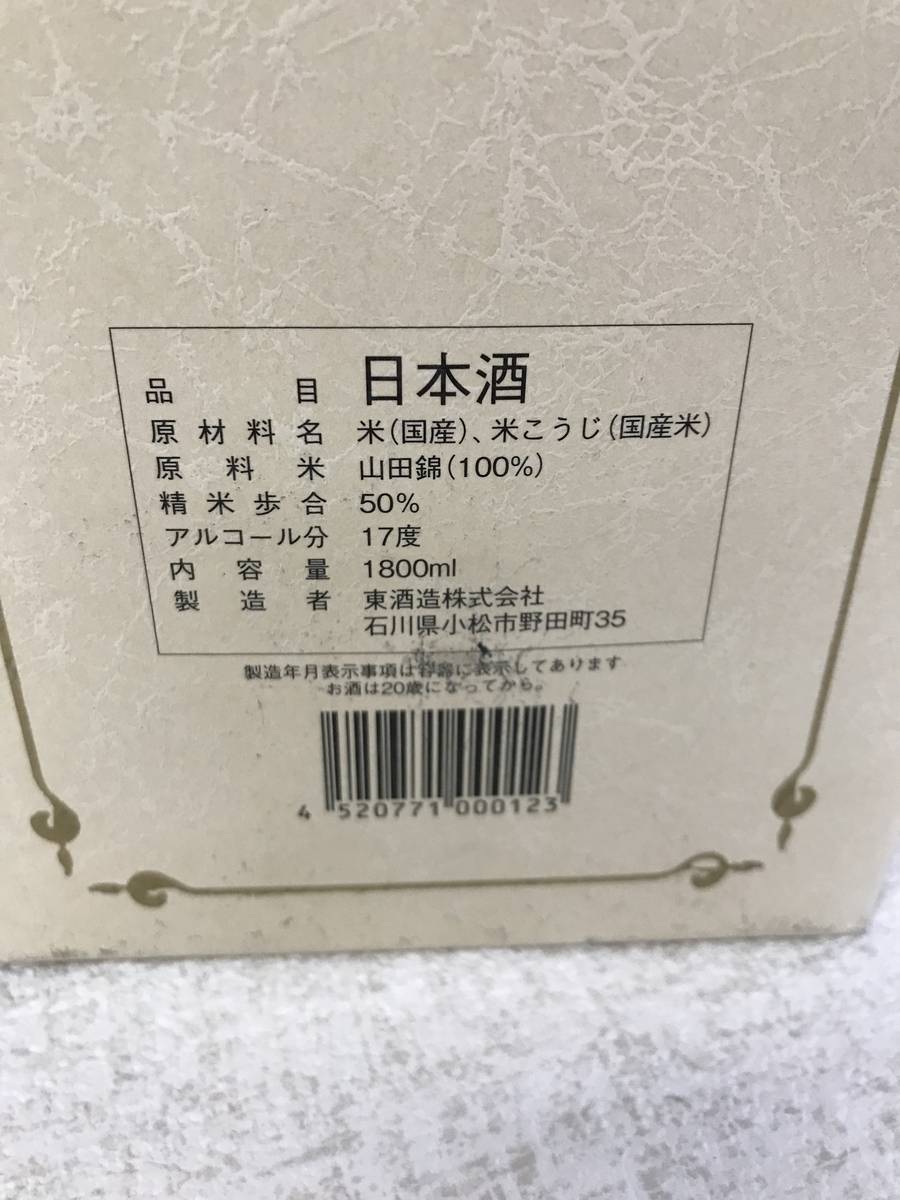 品目 日本酒
原材料名 米(国産)、米こうじ(国産米)
原料米 山田錦(100%)
精米歩合 50%
アルコール分 17度
内容量 1800ml
製造者 東酒造株式会社
石川県小松市野田町35
製造年月表示事項は容器に表示してあります
お酒は20歳になってから。
4 520771 000123